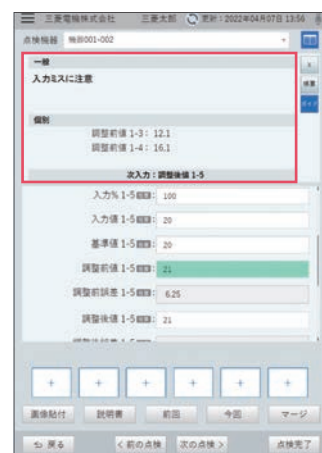 三菱電機株式会社 三菱太郎 更新：2022年04月07日 13:56
点検機器 機器001-002
一般
入力ミスに注意
個別
調整前値 1-3： 12.1
調整前値 1-4： 16.1
次入力：調整後値 1-5
入力% 1-5 : 100
入力値 1-5 : 20
基準値 1-5 : 20
調整前値 1-5 : 21
調整前誤差 1-5 : 6.25
調整後値 1-5 : 21
+ + + + + +
画像貼付 説明書 前回 今回 マージ
戻る < 前の点検 次の点検 > 点検完了